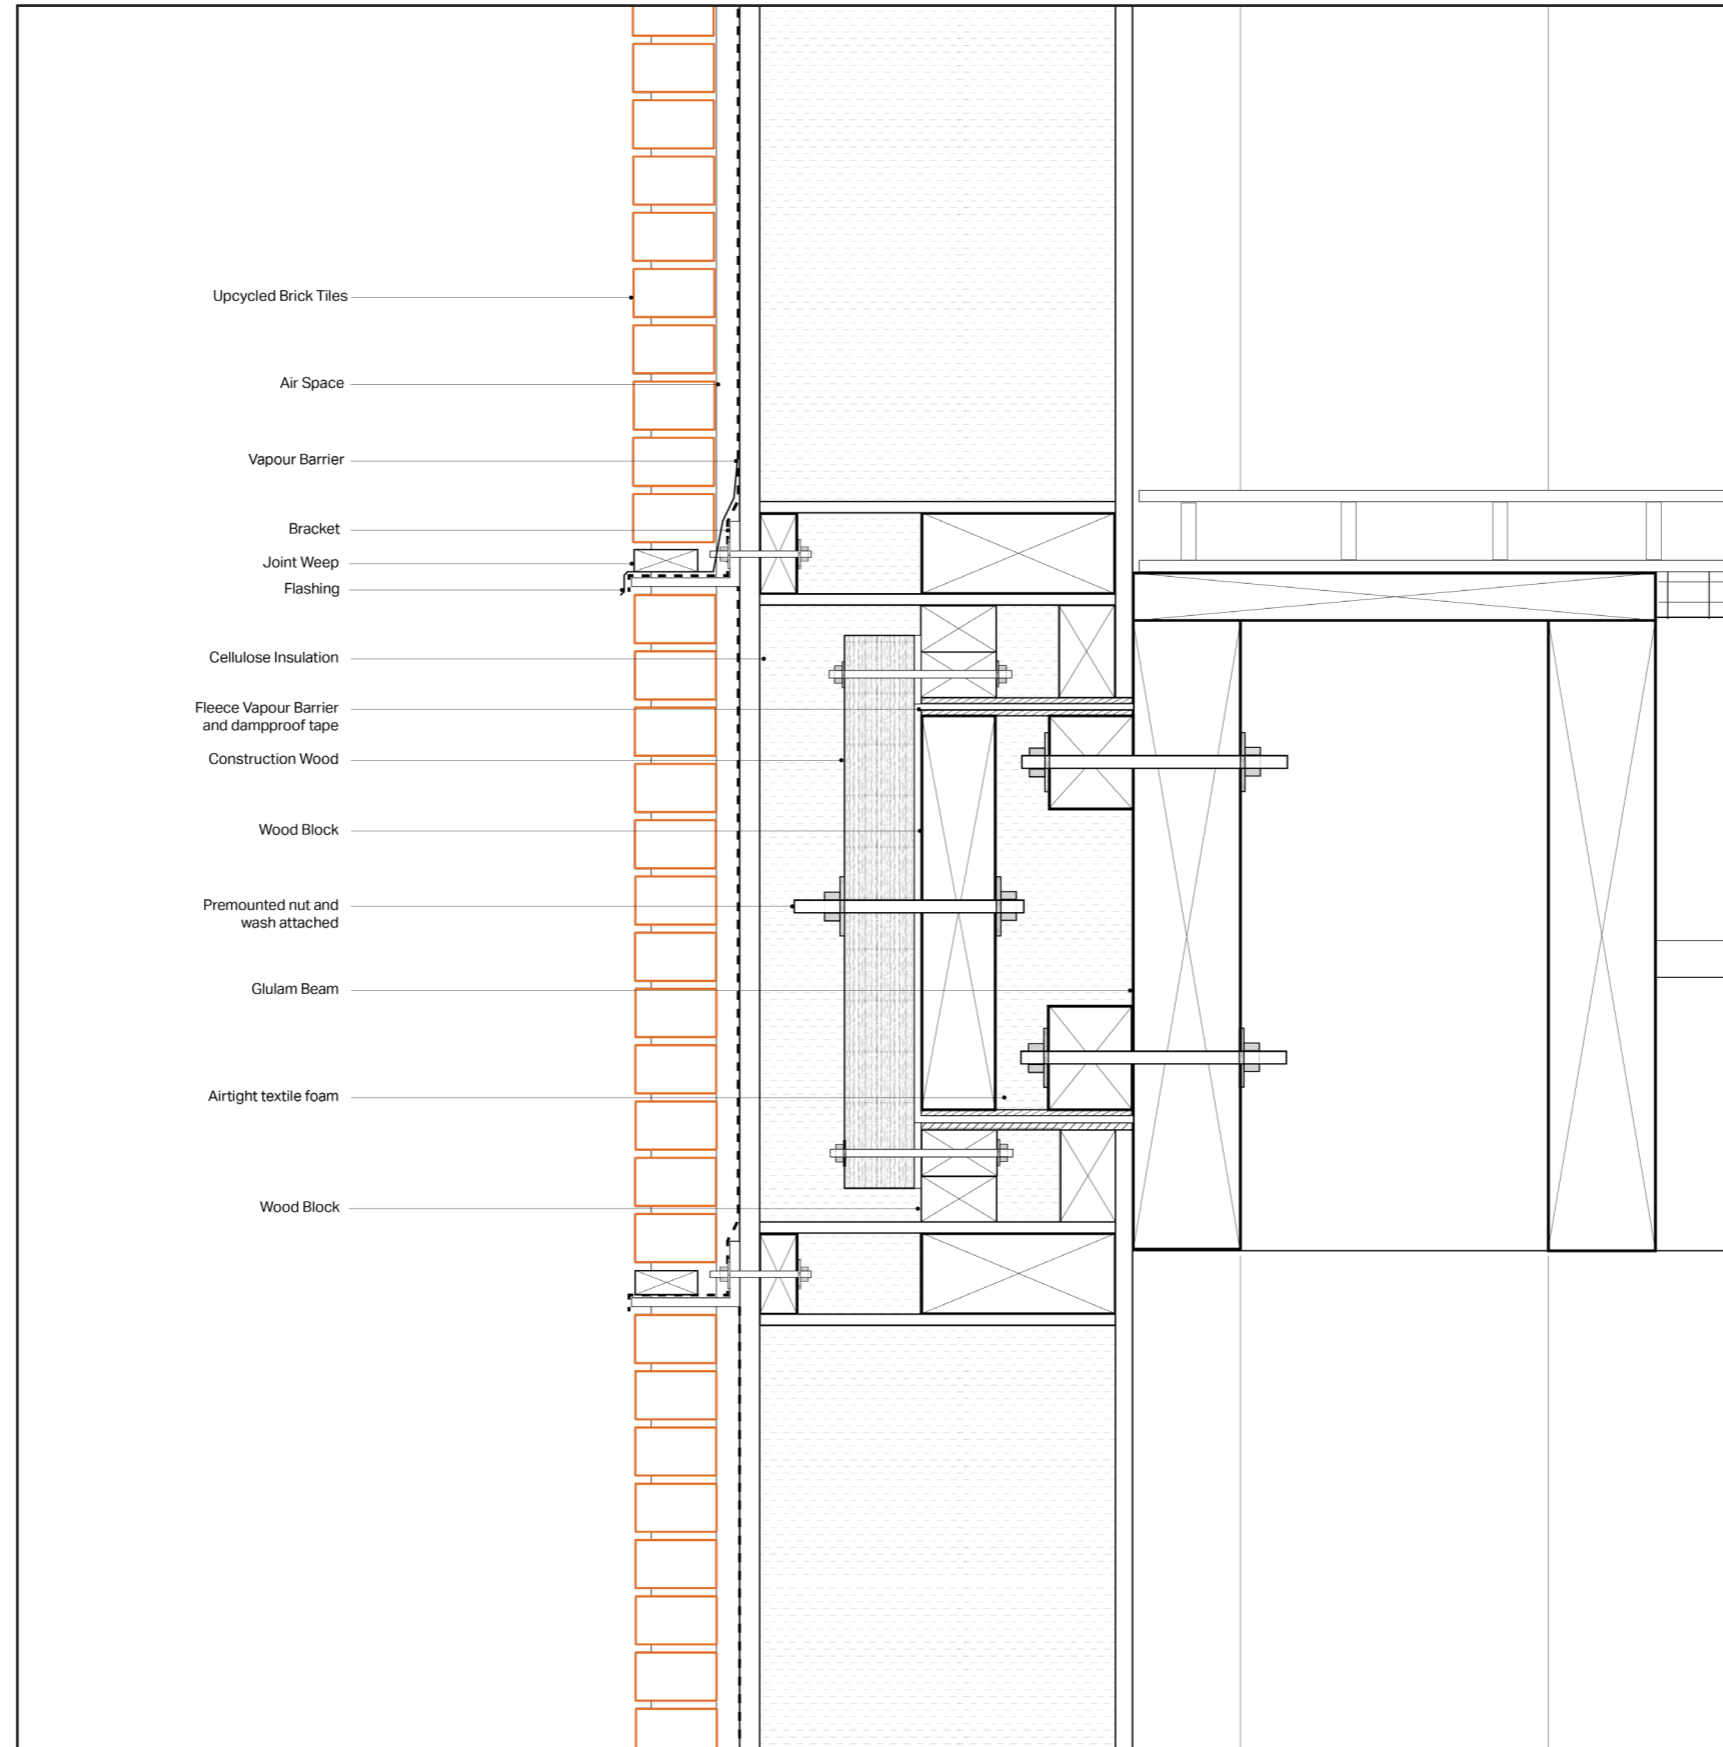 Upcycled Brick Tiles
Air Space
Vapour Barrier
Bracket
Joint Weep
Flashing
Cellulose Insulation
Fleece Vapour Barrier
and dampproof tape
Construction Wood
Wood Block
Premounted nut and
wash attached
Glulam Beam
Airtight textile foam
Wood Block